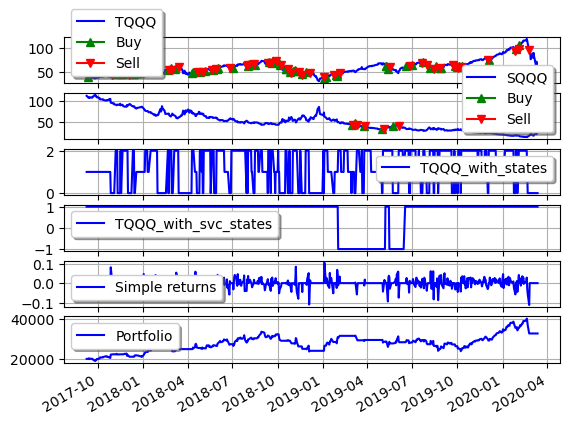 TQQQ
Buy
Sell
100
50
SQQQ
Buy
Sell
100
50
2
0
TQQQ_with_states
1
0
−1
TQQQ_with_svc_states
0.1
0.0
−0.1
Simple returns
40000
20000
Portfolio
2017-10
2018-01
2018-04
2018-07
2018-10
2019-01
2019-04
2019-07
2019-10
2020-01
2020-04